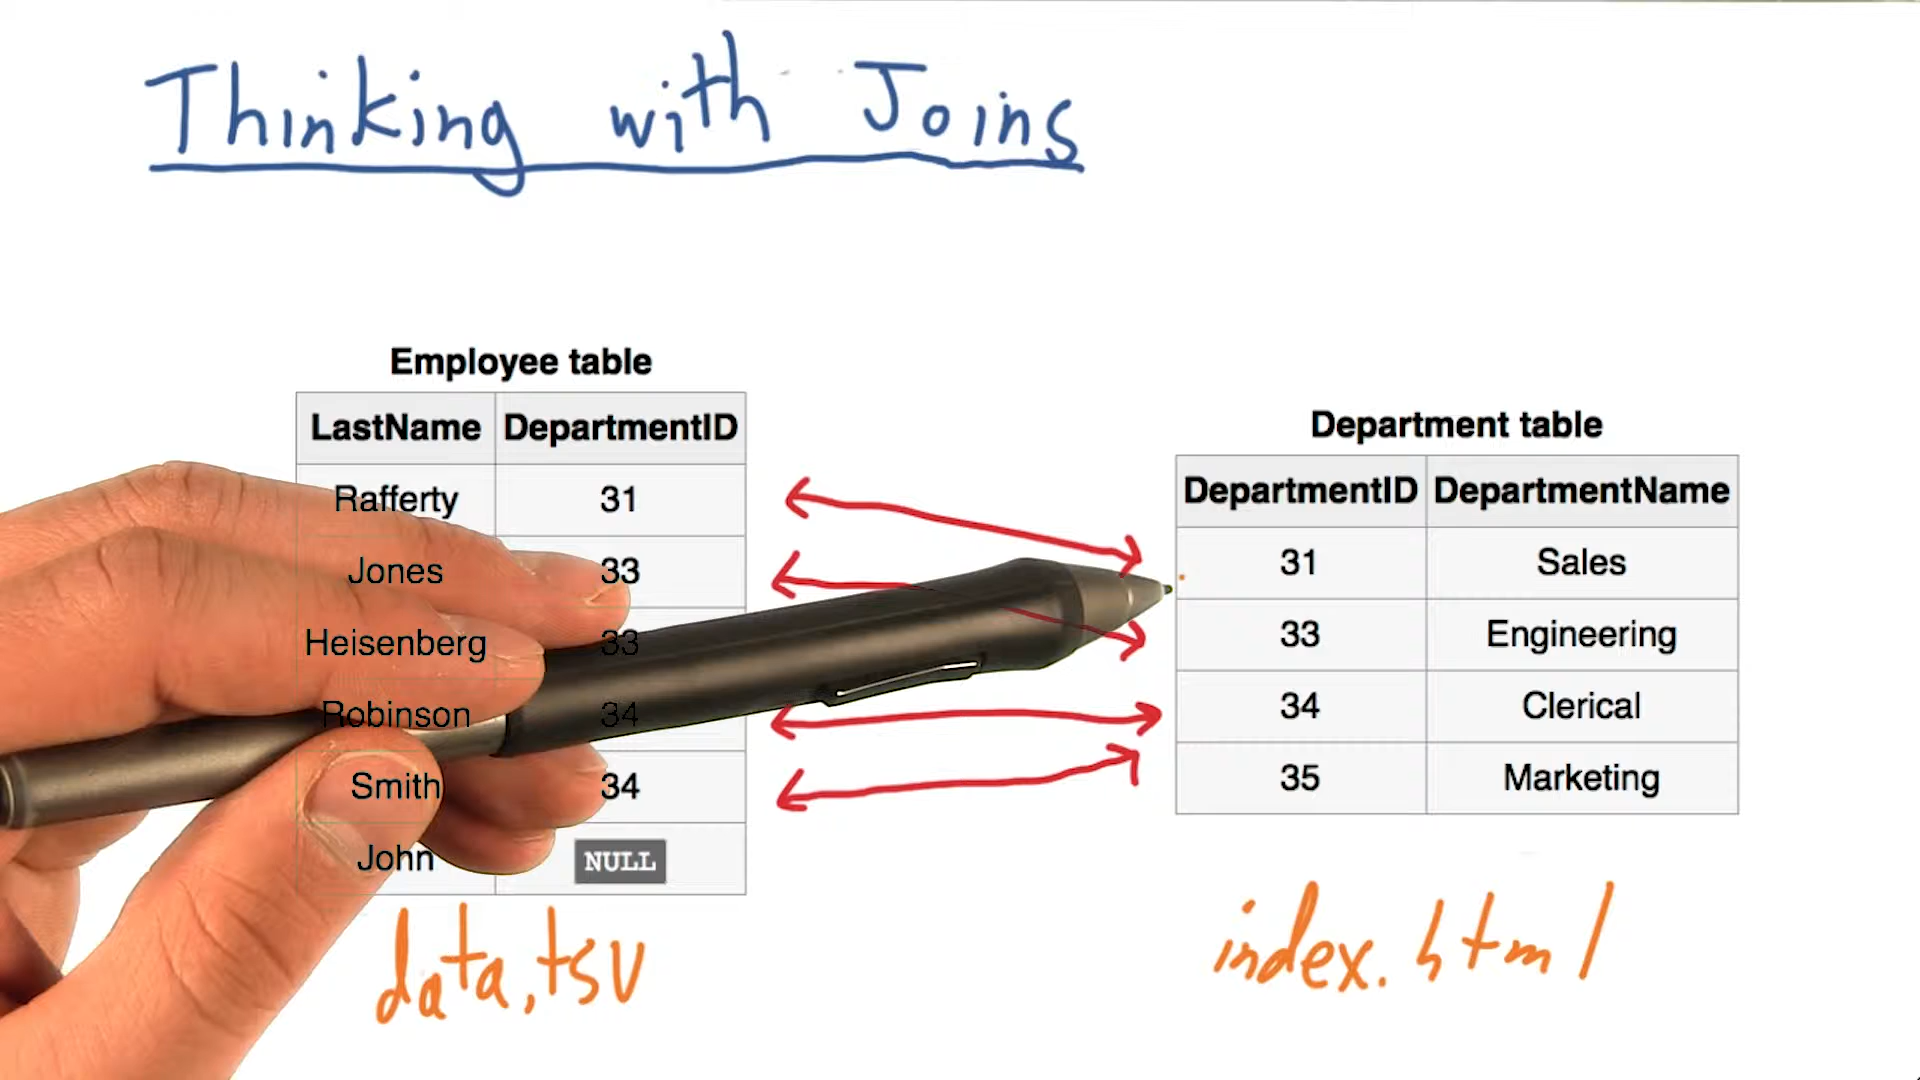 Thinking with Joins
Employee table
LastName DepartmentID
Rafferty 31
Jones 33
Heisenberg 33
Robinson 34
Smith 34
John NULL
data.tsv
Department table
DepartmentID DepartmentName
31 Sales
33 Engineering
34 Clerical
35 Marketing
index.html